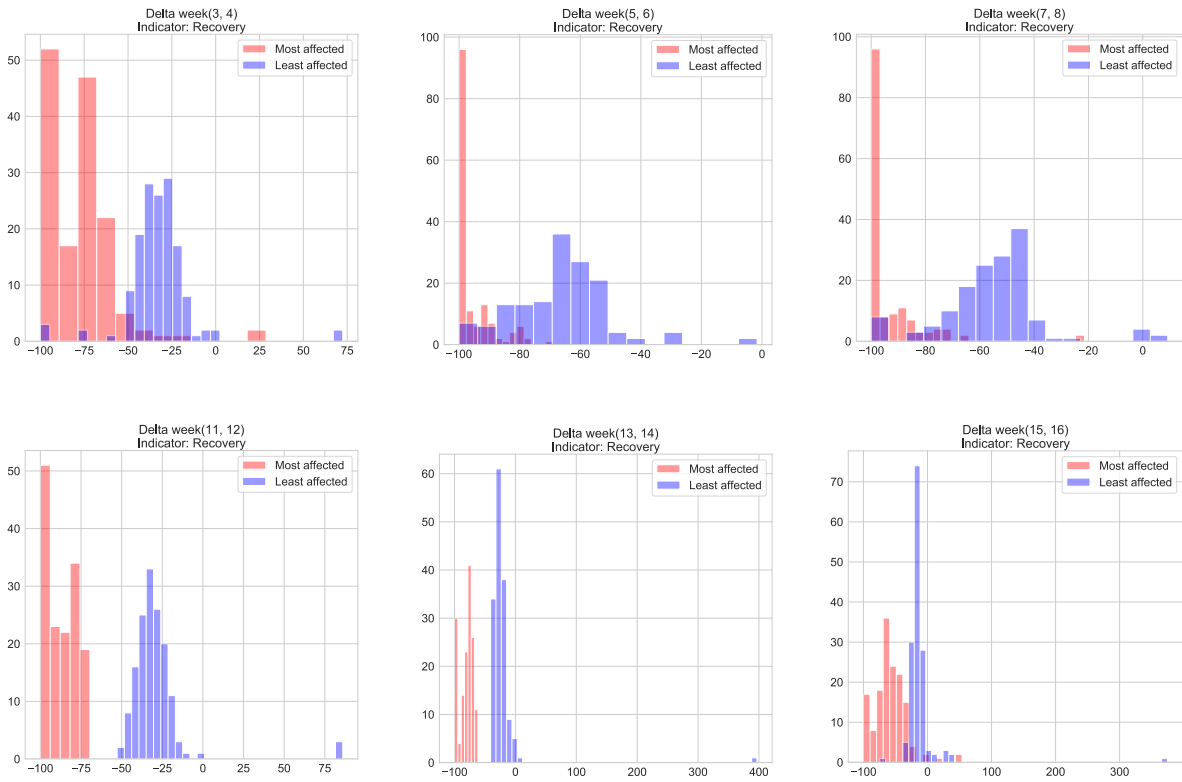 Delta week(3, 4)
Indicator: Recovery
Most affected
Least affected
50
40
30
20
10
0
−100 −75 −50 −25 0 25 50 75
Delta week(5, 6)
Indicator: Recovery
Most affected
Least affected
100
80
60
40
20
0
−100 −80 −60 −40 −20 0
Delta week(7, 8)
Indicator: Recovery
Most affected
Least affected
100
80
60
40
20
0
−100 −80 −60 −40 −20 0
Delta week(11, 12)
Indicator: Recovery
Most affected
Least affected
50
40
30
20
10
0
−100 −75 −50 −25 0 25 50 75
Delta week(13, 14)
Indicator: Recovery
Most affected
Least affected
60
50
40
30
20
10
0
−100 0 100 200 300 400
Delta week(15, 16)
Indicator: Recovery
Most affected
Least affected
70
60
50
40
30
20
10
0
−100 0 100 200 300